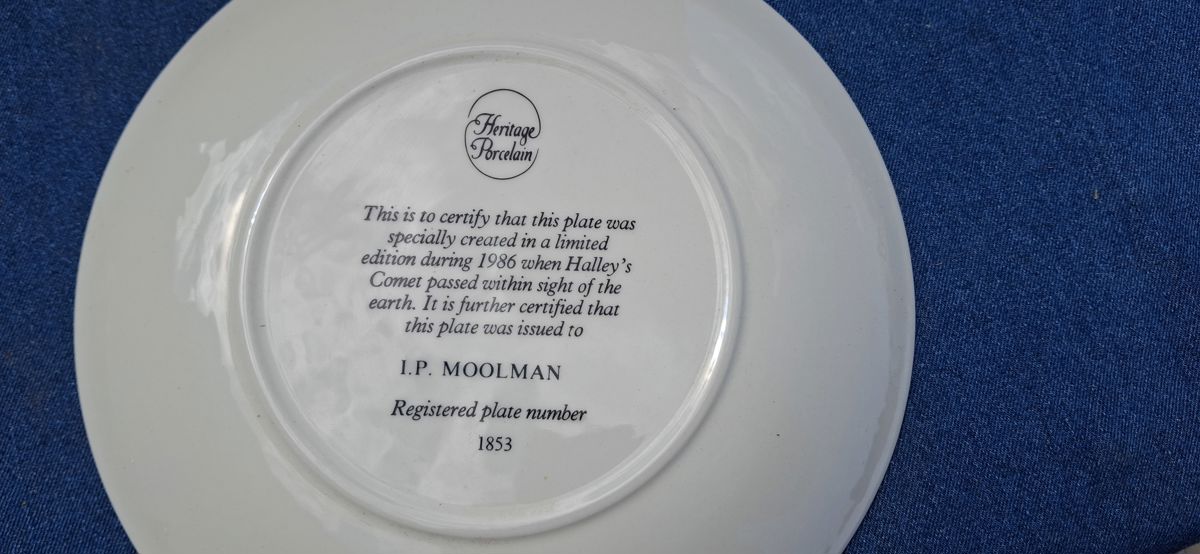 Heritage
Porcelain
This is to certify that this plate was
specially created in a limited
edition during 1986 when Halley's
Comet passed within sight of the
earth. It is further certified that
this plate was issued to
I.P. MOOLMAN
Registered plate number
1853